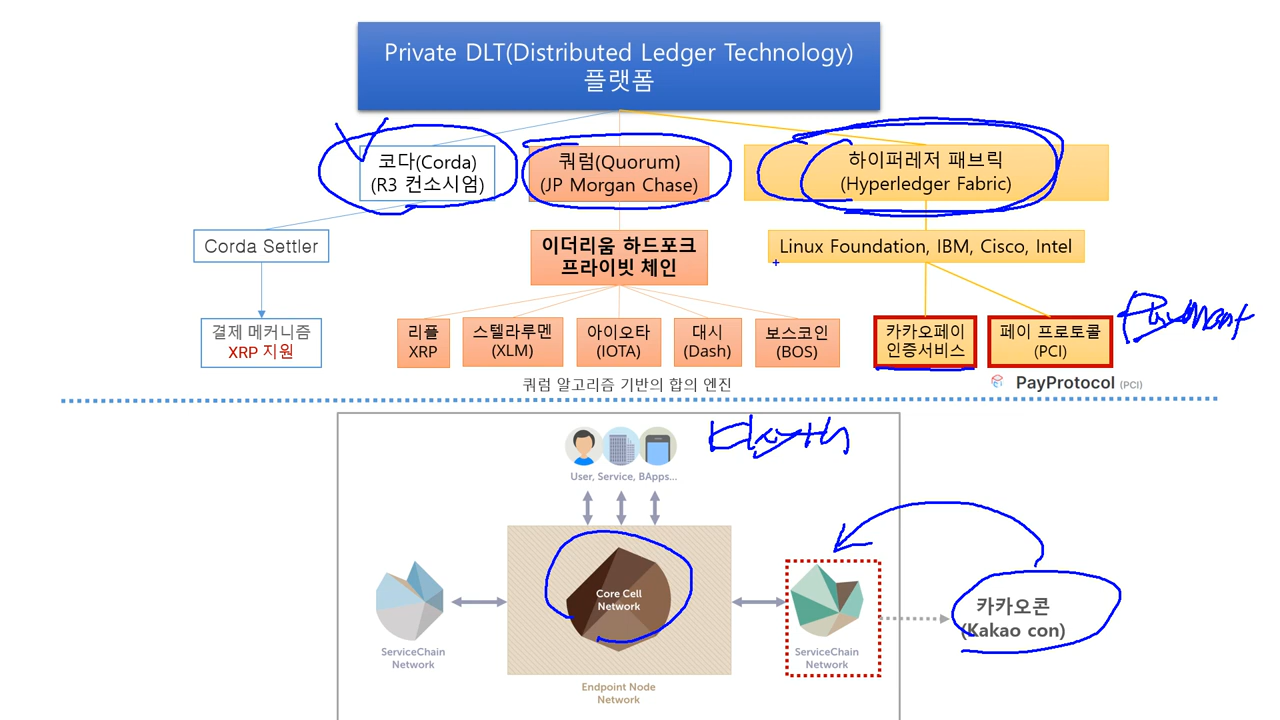 Private DLT(Distributed Ledger Technology)
플랫폼
코다(Corda)
(R3 컨소시엄)
쿼럼(Quorum)
(JP Morgan Chase)
하이퍼레저 패브릭
(Hyperledger Fabric)
Corda Settler
이더리움 하드포크
프라이빗 체인
Linux Foundation, IBM, Cisco, Intel
결제 메커니즘
XRP 지원
리플
XRP
스텔라루멘
(XLM)
아이오타
(IOTA)
대시
(Dash)
보스코인
(BOS)
카카오페이
인증서비스
페이 프로토콜
(PCI)
Payment
쿼럼 알고리즘 기반의 합의 엔진
PayProtocol (PCI)
User, Service, BApps...
Core Cell
Network
ServiceChain
Network
ServiceChain
Network
카카오콘
(Kakao con)
Endpoint Node
Network